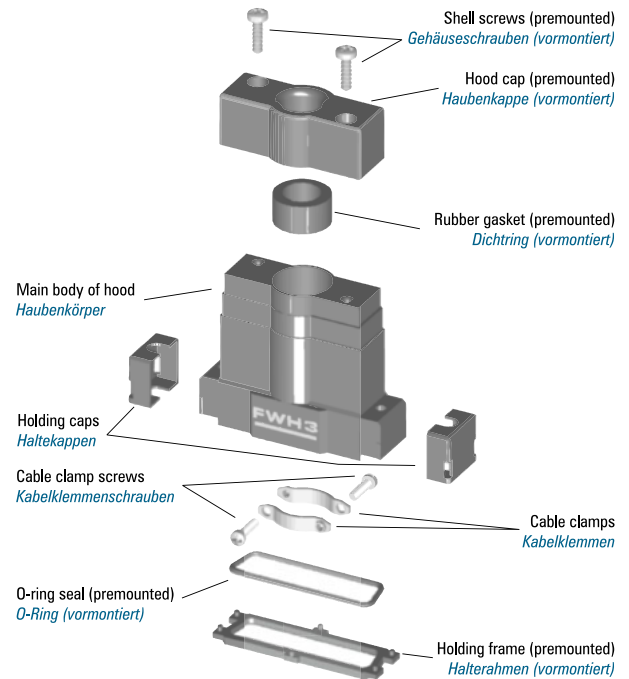 Shell screws (premounted)
Gehäuseschrauben (vormontiert)
Hood cap (premounted)
Haubenkappe (vormontiert)
Rubber gasket (premounted)
Dichtring (vormontiert)
Main body of hood
Haubenkörper
FWH3
Holding caps
Haltekappen
Cable clamp screws
Kabelklemmenschrauben
Cable clamps
Kabelklemmen
O-ring seal (premounted)
O-Ring (vormontiert)
Holding frame (premounted)
Halterahmen (vormontiert)